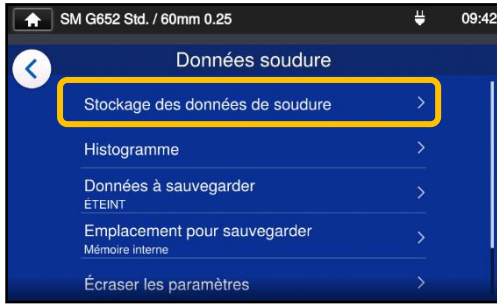 SM G652 Std. / 60mm 0.25 09:42
Données soudure
Stockage des données de soudure
Histogramme
Données à sauvegarder
ÉTEINT
Emplacement pour sauvegarder
Mémoire interne
Écraser les paramètres